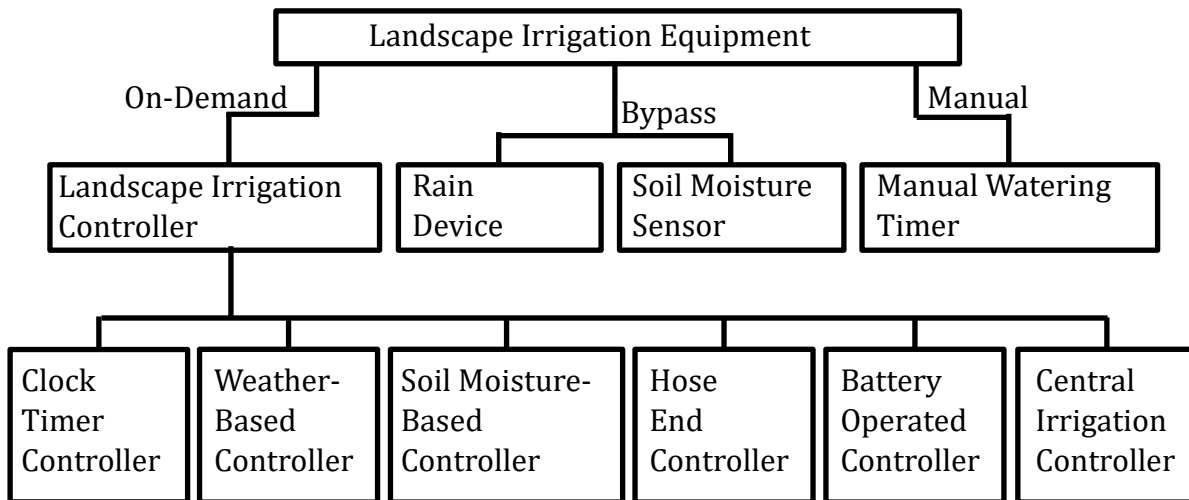 Landscape Irrigation Equipment
On-Demand
Bypass
Manual
Landscape Irrigation
Controller
Rain
Device
Soil Moisture
Sensor
Manual Watering
Timer
Clock
Timer
Controller
Weather-
Based
Controller
Soil Moisture-
Based
Controller
Hose
End
Controller
Battery
Operated
Controller
Central
Irrigation
Controller